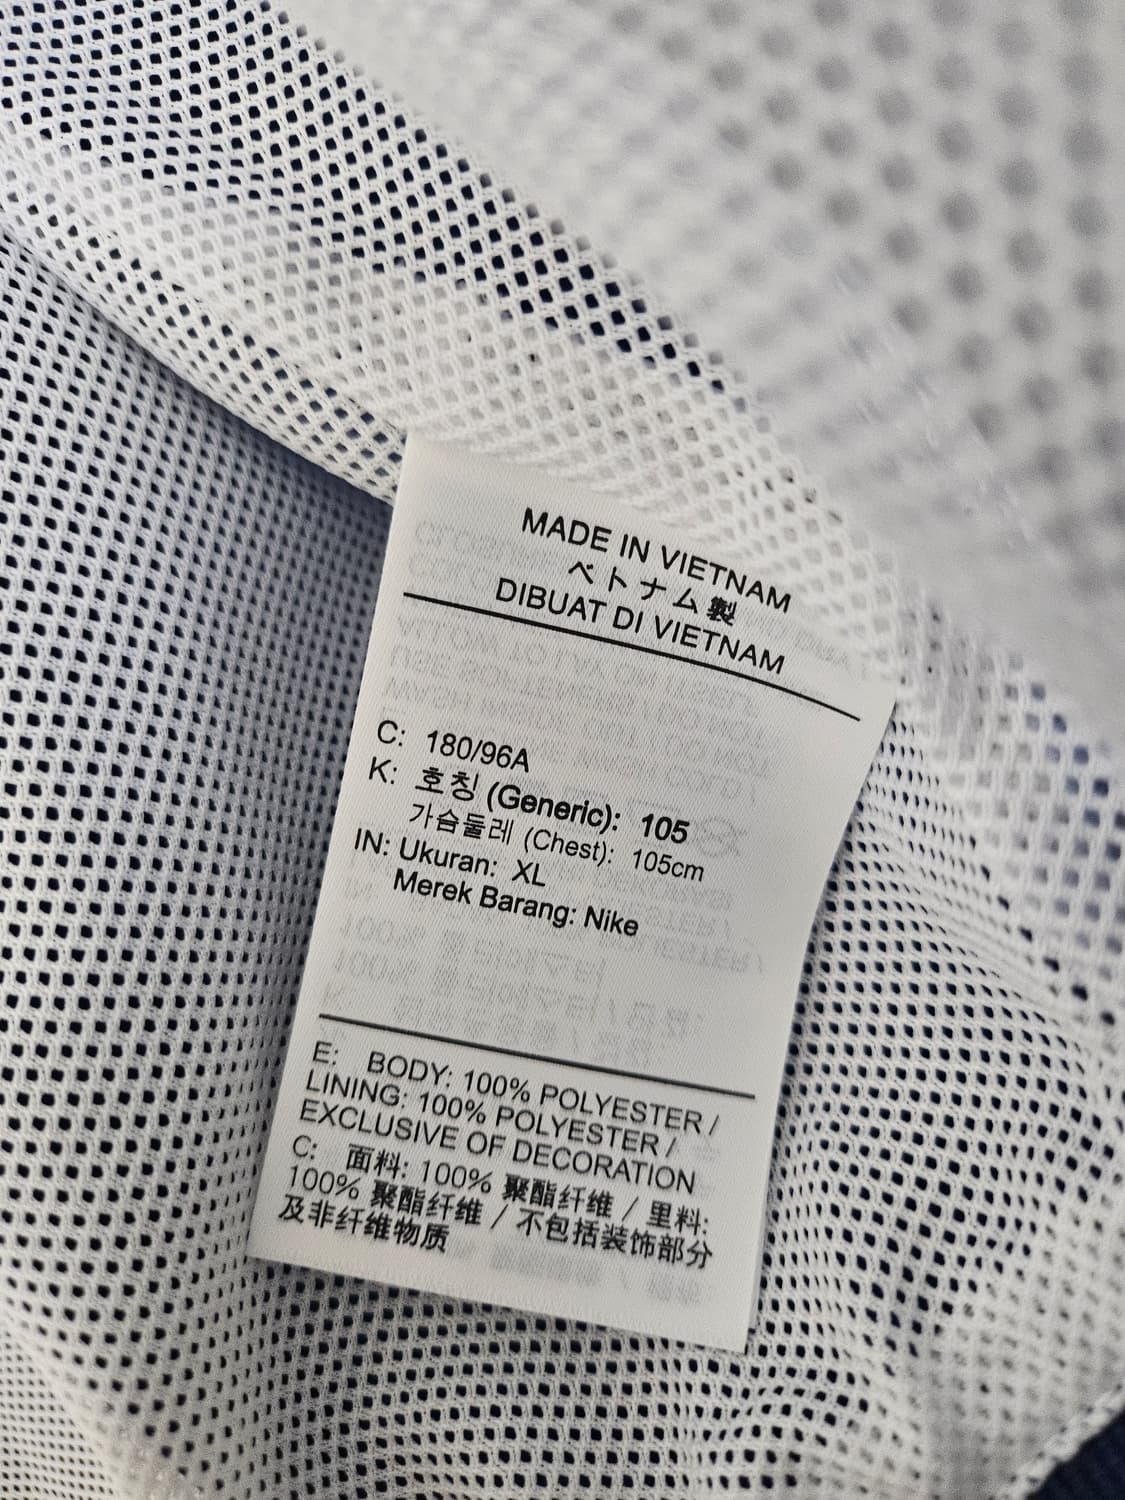 MADE IN VIETNAM
ベトナム製
DIBUAT DI VIETNAM
C: 180/96A
K: 호칭 (Generic): 105
가슴둘레 (Chest): 105cm
IN: Ukuran: XL
Merek Barang: Nike
E: BODY: 100% POLYESTER /
LINING: 100% POLYESTER /
EXCLUSIVE OF DECORATION
C: 面料: 100% 聚酯纤维 / 里料:
100% 聚酯纤维 / 不包括装饰部分
及非纤维物质